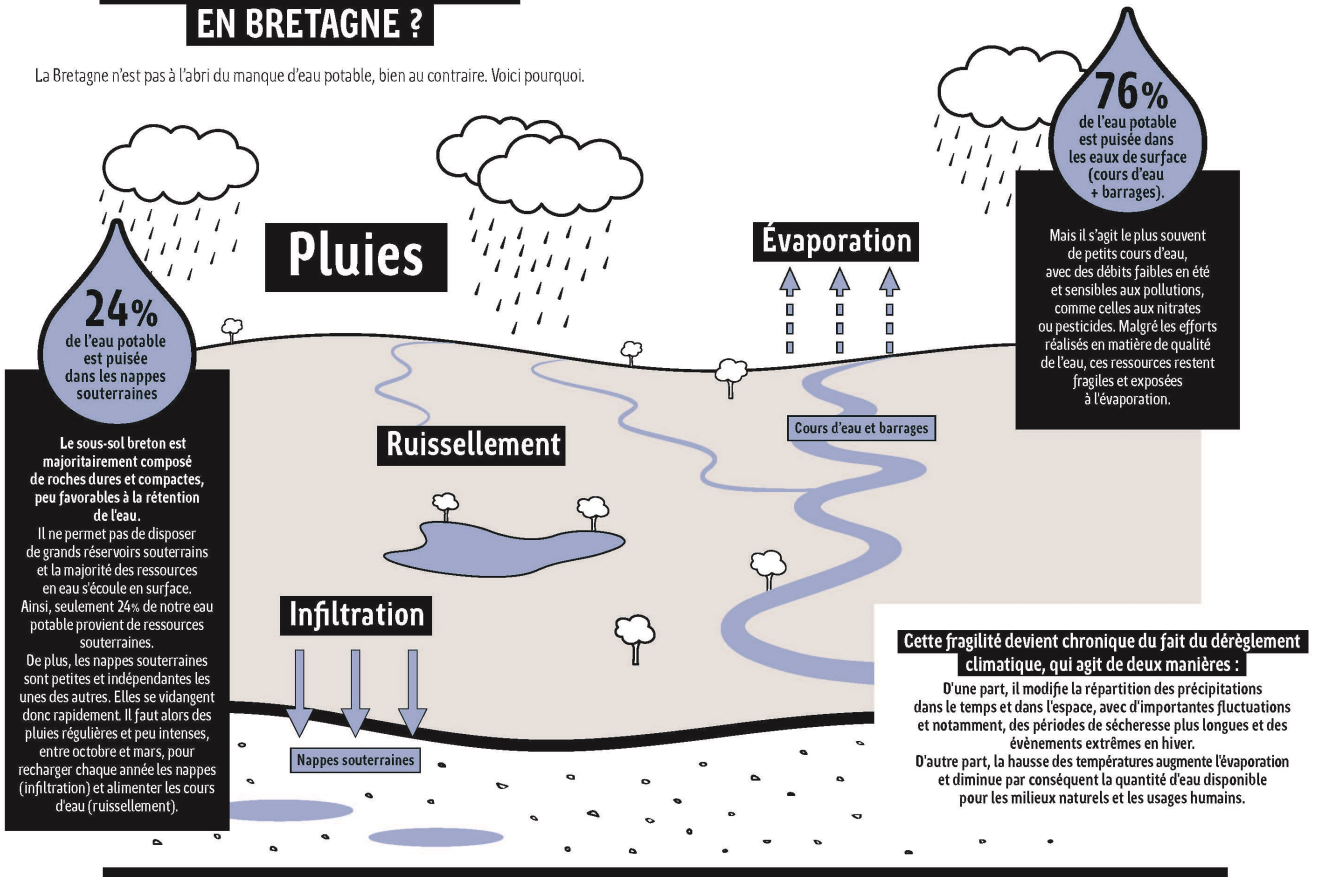 EN BRETAGNE ?
La Bretagne n'est pas à l'abri du manque d'eau potable, bien au contraire. Voici pourquoi.
76%
de l'eau potable
est puisée dans
les eaux de surface
(cours d'eau
+ barrages).
Mais il s'agit le plus souvent
de petits cours d'eau,
avec des débits faibles en été
et sensibles aux pollutions,
comme celles aux nitrates
ou pesticides. Malgré les efforts
réalisés en matière de qualité
de l'eau, ces ressources restent
fragiles et exposées
à l'évaporation.
Pluies
Évaporation
24%
de l'eau potable
est puisée
dans les nappes
souterraines
Le sous-sol breton est
majoritairement composé
de roches dures et compactes,
peu favorables à la rétention
de l'eau.
Il ne permet pas de disposer
de grands réservoirs souterrains
et la majorité des ressources
en eau s'écoule en surface.
Ainsi, seulement 24% de notre eau
potable provient de ressources
souterraines.
De plus, les nappes souterraines
sont petites et indépendantes les
unes des autres. Elles se vidangent
donc rapidement. Il faut alors des
pluies régulières et peu intenses,
entre octobre et mars, pour
recharger chaque année les nappes
(infiltration) et alimenter les cours
d'eau (ruissellement).
Cours d'eau et barrages
Ruissellement
Infiltration
Nappes souterraines
Cette fragilité devient chronique du fait du dérèglement
climatique, qui agit de deux manières :
D'une part, il modifie la répartition des précipitations
dans le temps et dans l'espace, avec d'importantes fluctuations
et notamment, des périodes de sécheresse plus longues et des
évènements extrêmes en hiver.
D'autre part, la hausse des températures augmente l'évaporation
et diminue par conséquent la quantité d'eau disponible
pour les milieux naturels et les usages humains.